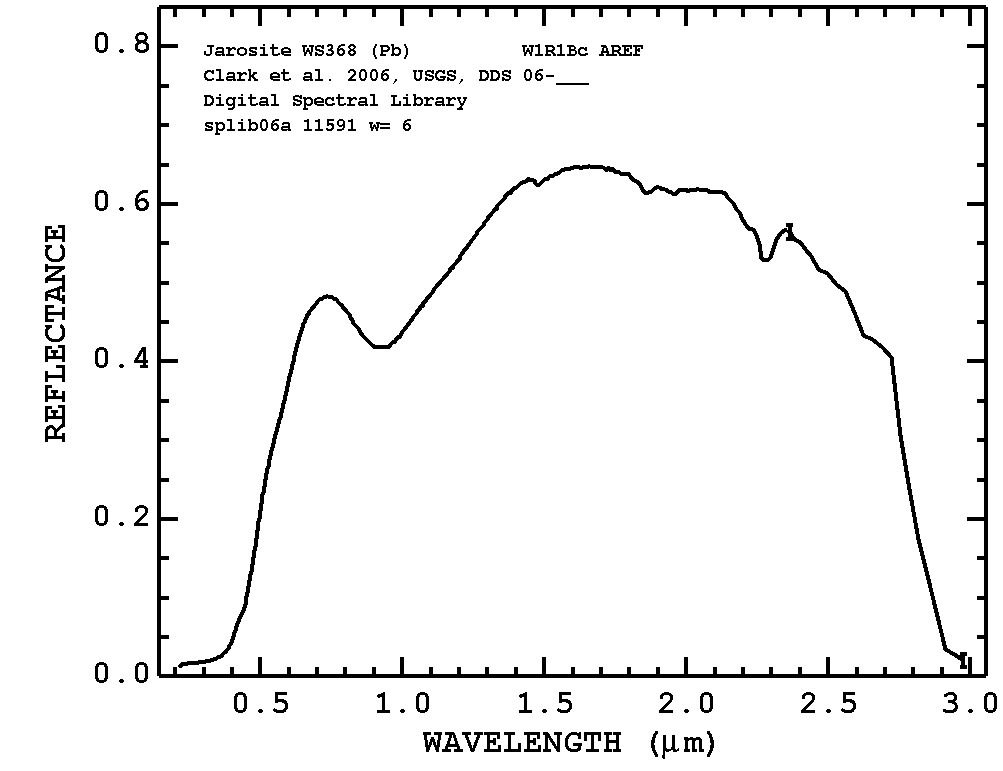 Jarosite WS368 (Pb) W1R1Bc AREF
Clark et al. 2006, USGS, DDS 06-___
Digital Spectral Library
splib06a 11591 w= 6
REFLECTANCE
0.8
0.6
0.4
0.2
0.0
0.5 1.0 1.5 2.0 2.5 3.0
WAVELENGTH (μm)